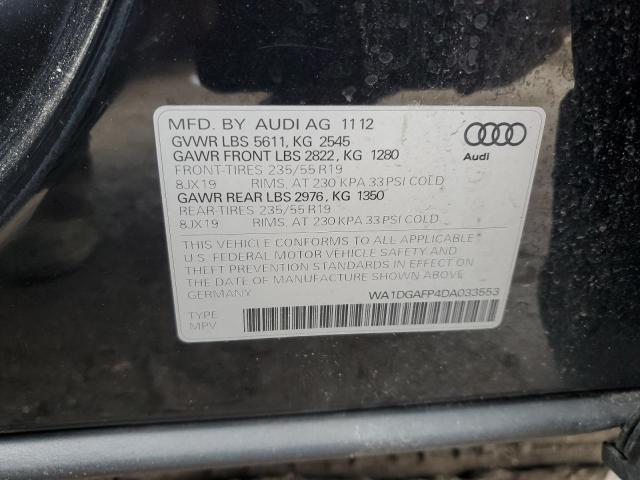 MFD. BY AUDI AG 11 12
GVWR LBS 5611, KG 2545
GAWR FRONT LBS 2822, KG 1280
FRONT-TIRES 235/55 R19
8JX19 RIMS, AT 230 KPA 33 PSI COLD
GAWR REAR LBS 2976, KG 1350
REAR-TIRES 235/55 R19
8JX19 RIMS, AT 230 KPA 33 PSI COLD
Audi
THIS VEHICLE CONFORMS TO ALL APPLICABLE
U.S. FEDERAL MOTOR VEHICLE SAFETY AND
THEFT PREVENTION STANDARDS IN EFFECT ON
THE DATE OF MANUFACTURE SHOWN ABOVE
GERMANY
WA1DGAFP4DA033553
TYPE
MPV